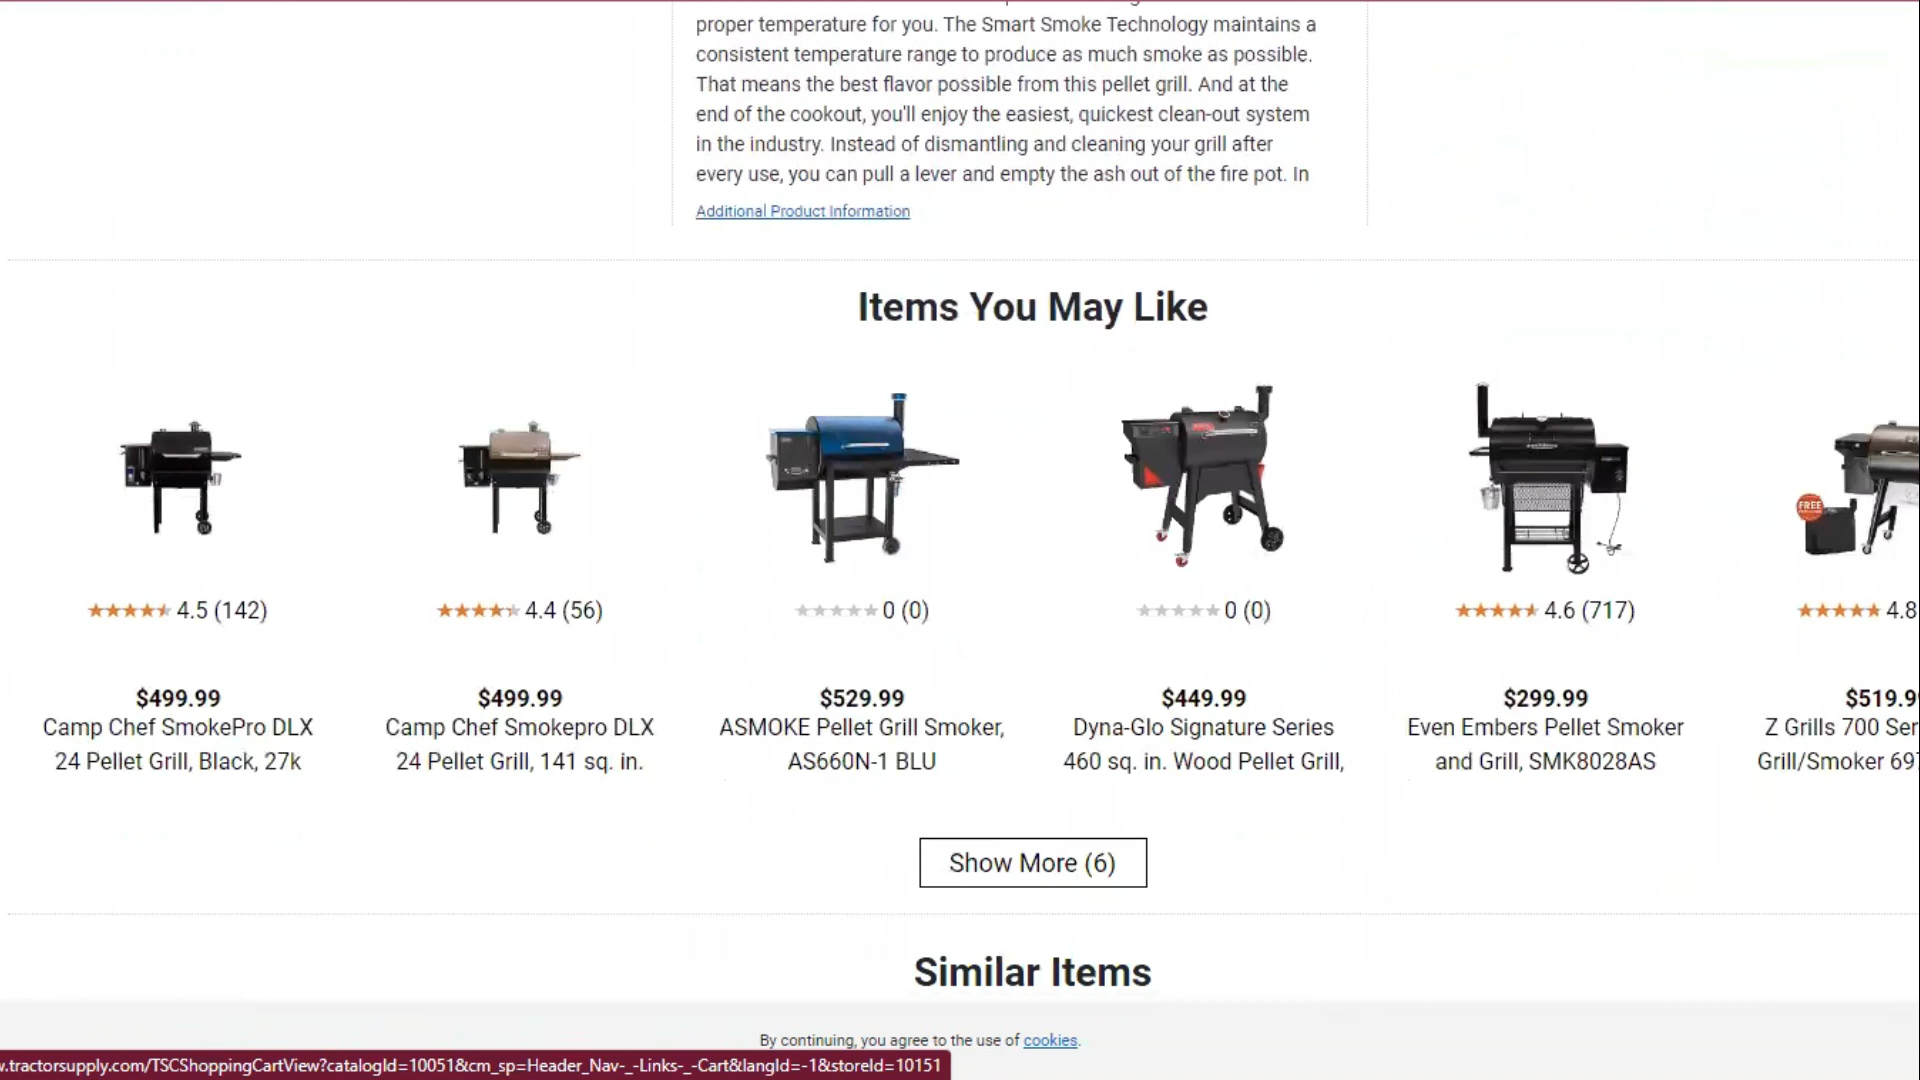 proper temperature for you. The Smart Smoke Technology maintains a
consistent temperature range to produce as much smoke as possible.
That means the best flavor possible from this pellet grill. And at the
end of the cookout, you'll enjoy the easiest, quickest clean-out system
in the industry. Instead of dismantling and cleaning your grill after
every use, you can pull a lever and empty the ash out of the fire pot. In
Additional Product Information
Items You May Like
FREE
4.5 (142)
4.4 (56)
0 (0)
0 (0)
4.6 (717)
4.8
$499.99
Camp Chef SmokePro DLX
24 Pellet Grill, Black, 27k
$499.99
Camp Chef Smokepro DLX
24 Pellet Grill, 141 sq. in.
$529.99
ASMOKE Pellet Grill Smoker,
AS660N-1 BLU
$449.99
Dyna-Glo Signature Series
460 sq. in. Wood Pellet Grill,
$299.99
Even Embers Pellet Smoker
and Grill, SMK8028AS
$519.9
Z Grills 700 Ser
Grill/Smoker 697
Show More (6)
Similar Items
By continuing, you agree to the use of cookies.
.tractorsupply.com/TSCShoppingCartView?catalogId=10051&cm_sp=Header_Nav-_-Links-_-Cart&langId=-1&storeId=10151